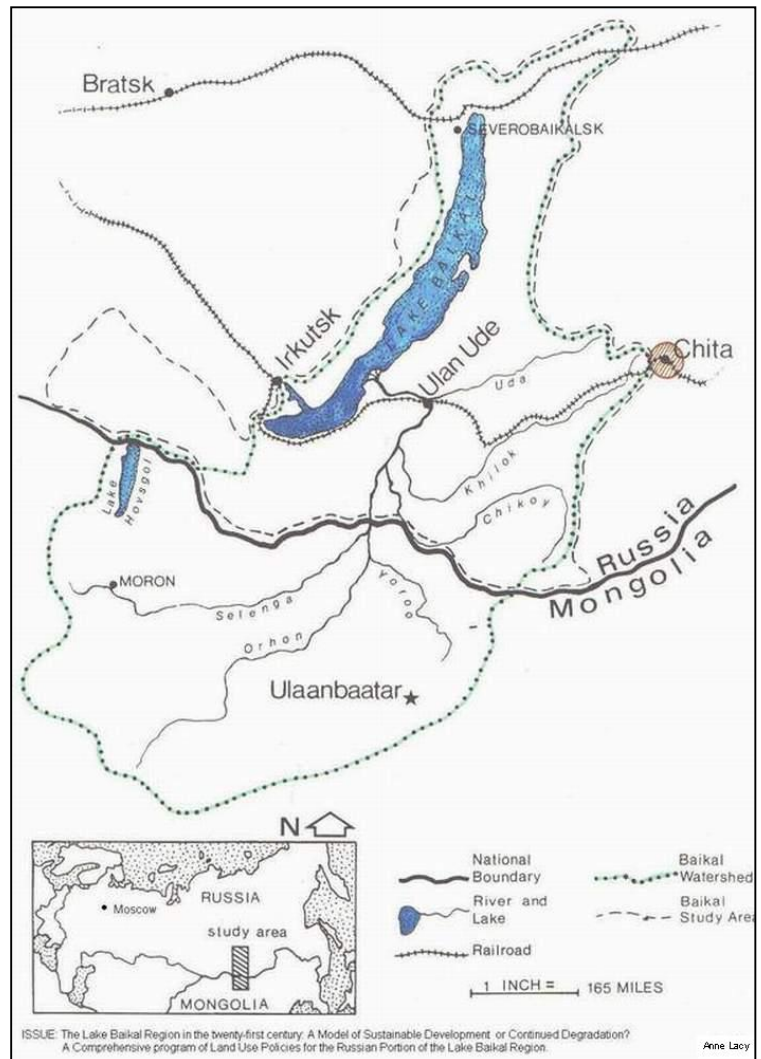 Bratsk
SEVEROBAIKALSK
LAKE BAIKAL
Irkutsk
Ulan Ude
Chita
Uda
Khilok
Chikoy
Lake
Hovsgol
Russia
Mongolia
MORON
Selenga
Yoroo
Orhon
Ulaanbaatar
N
National
Boundary
Baikal
Watershed
River and
Lake
Baikal
Study Area
Railroad
1 INCH = 165 MILES
RUSSIA
Moscow
study area
MONGOLIA
ISSUE: The Lake Baikal Region in the twenty-first century: A Model of Sustainable Development or Continued Degradation?
A Comprehensive program of Land Use Policies for the Russian Portion of the Lake Baikal Region.
Anne Lacy